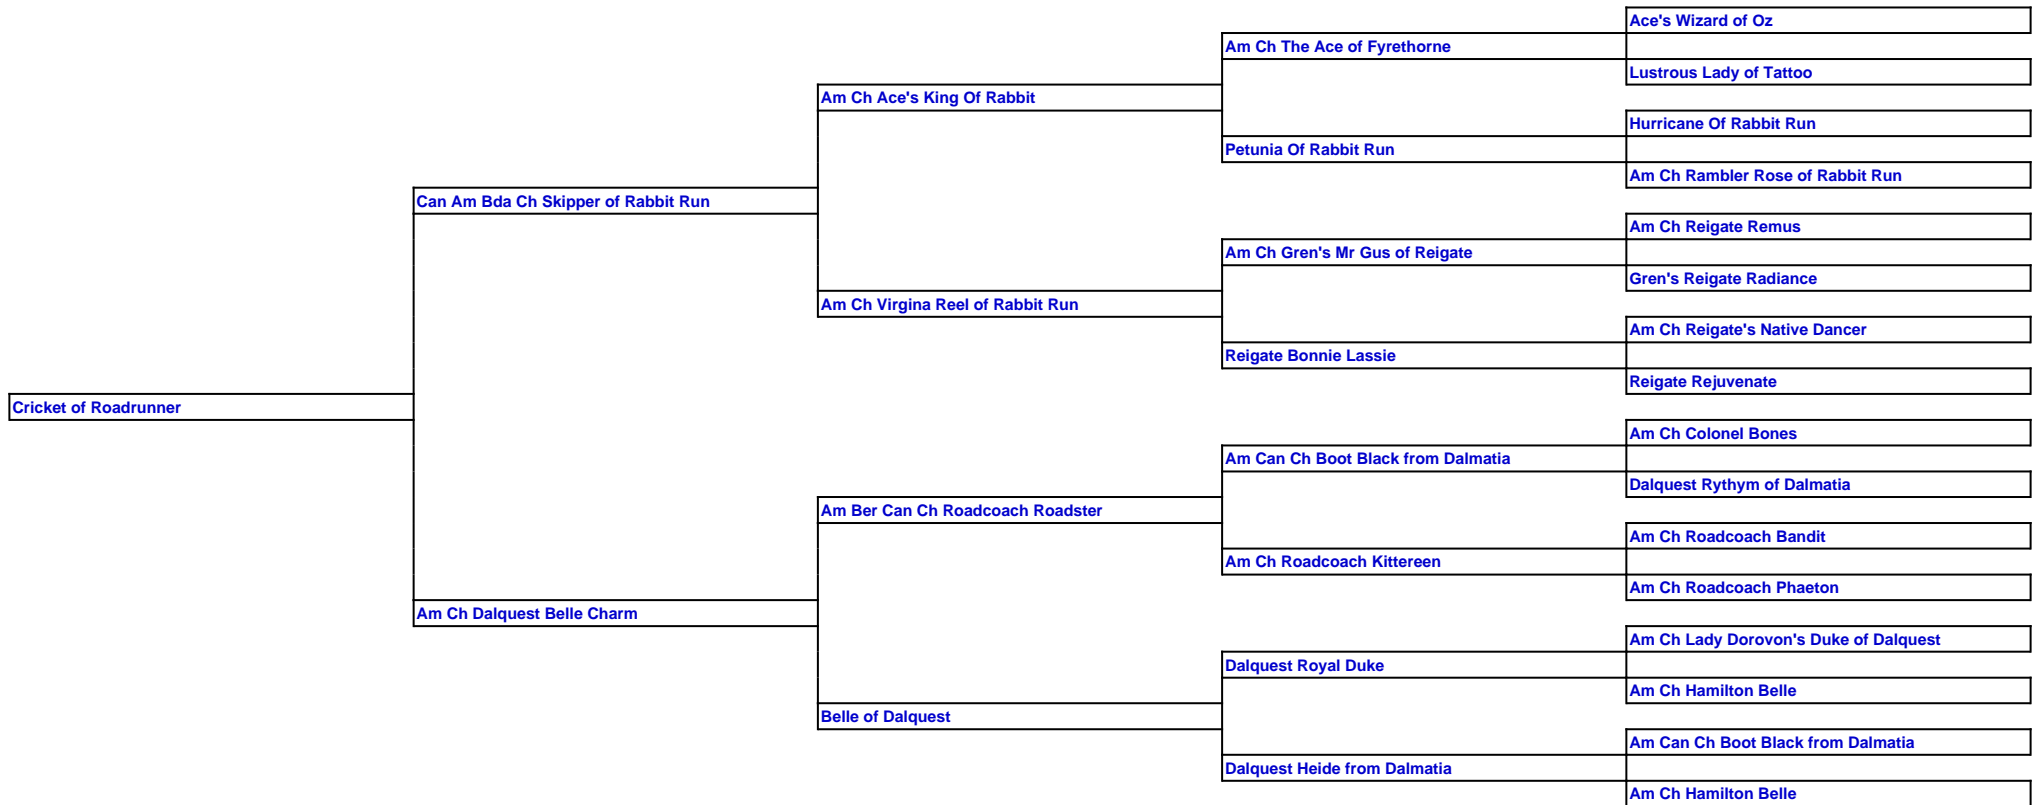 Ace's Wizard of Oz
Am Ch The Ace of Fyrethorne
Lustrous Lady of Tattoo
Am Ch Ace's King Of Rabbit
Hurricane Of Rabbit Run
Petunia Of Rabbit Run
Am Ch Rambler Rose of Rabbit Run
Can Am Bda Ch Skipper of Rabbit Run
Am Ch Reigate Remus
Am Ch Gren's Mr Gus of Reigate
Gren's Reigate Radiance
Am Ch Virgina Reel of Rabbit Run
Am Ch Reigate's Native Dancer
Reigate Bonnie Lassie
Reigate Rejuvenate
Cricket of Roadrunner
Am Ch Colonel Bones
Am Can Ch Boot Black from Dalmatia
Dalquest Rythym of Dalmatia
Am Ber Can Ch Roadcoach Roadster
Am Ch Roadcoach Bandit
Am Ch Roadcoach Kittereen
Am Ch Roadcoach Phaeton
Am Ch Dalquest Belle Charm
Am Ch Lady Dorovon's Duke of Dalquest
Dalquest Royal Duke
Am Ch Hamilton Belle
Belle of Dalquest
Am Can Ch Boot Black from Dalmatia
Dalquest Heide from Dalmatia
Am Ch Hamilton Belle